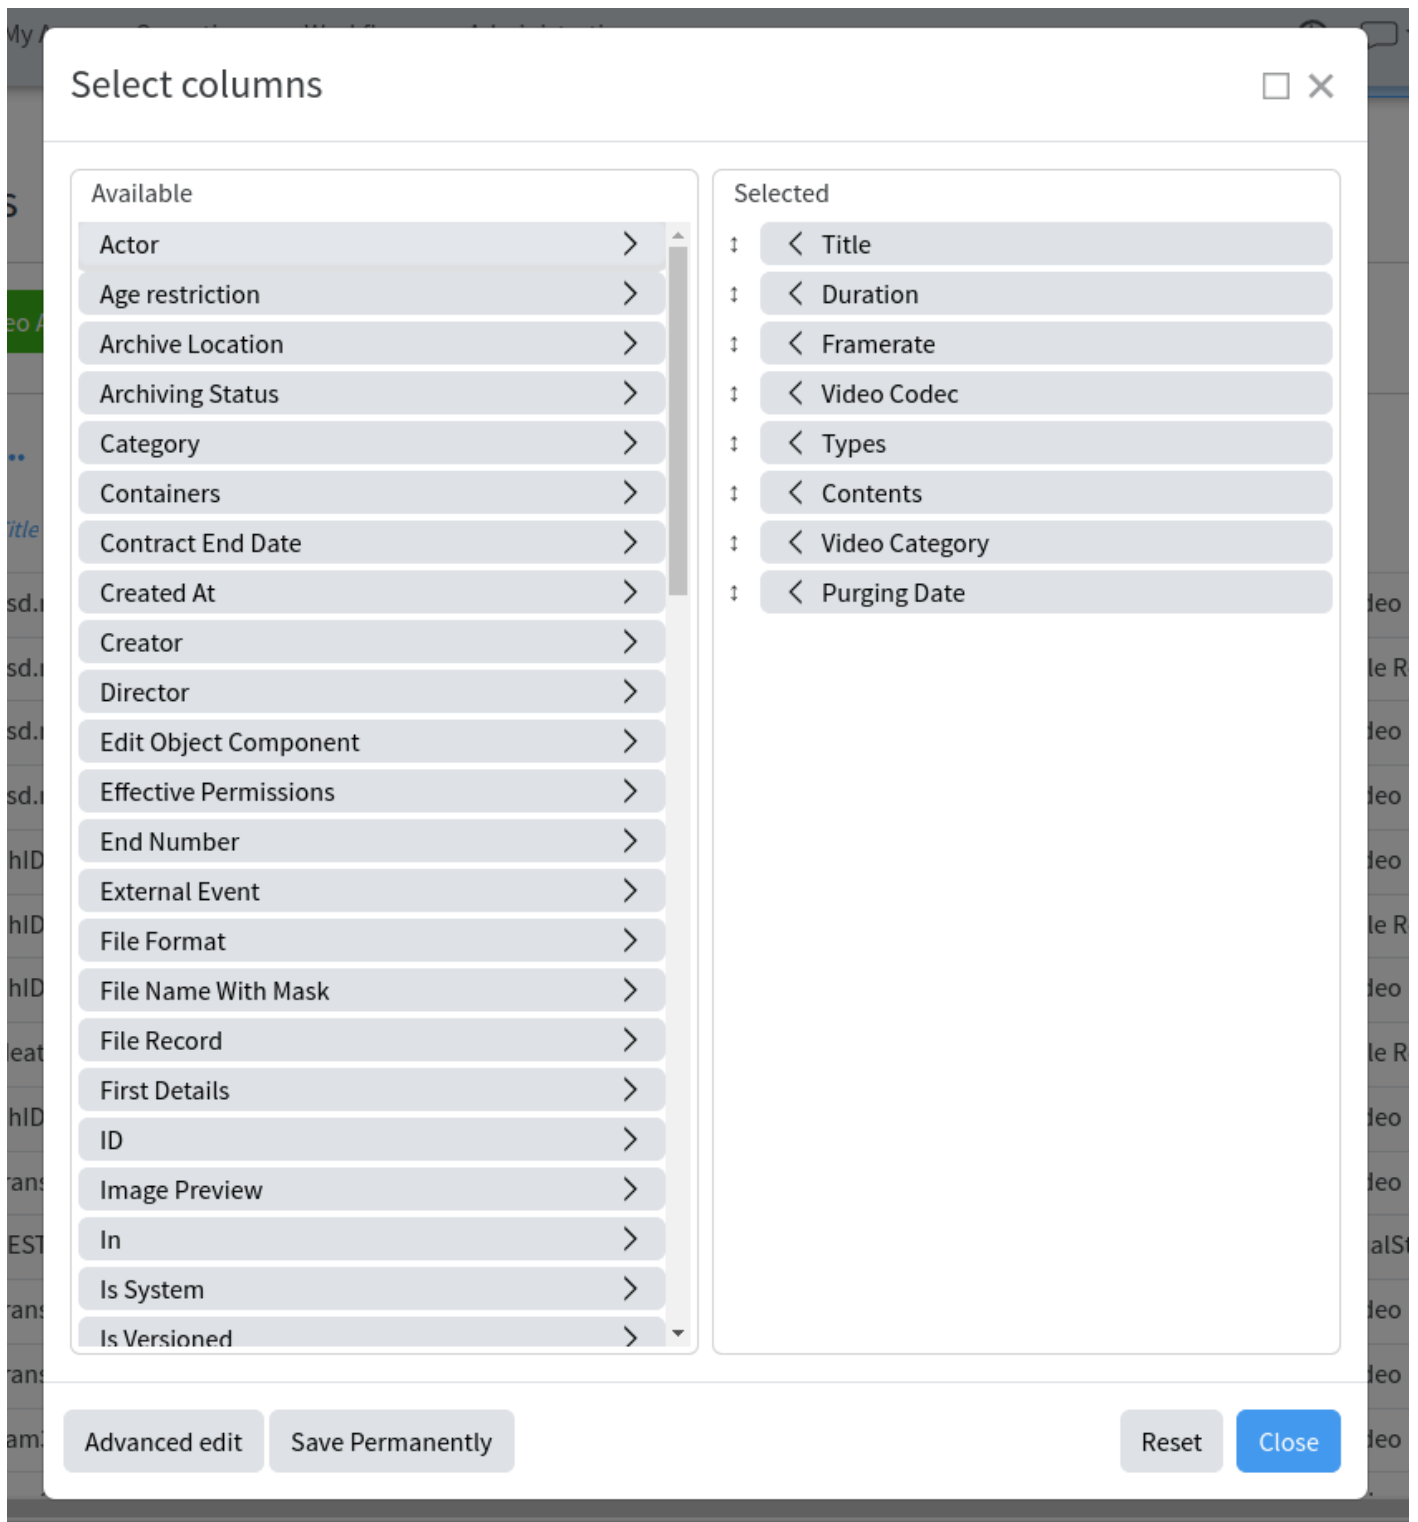 My
Select columns
Available
Actor
Age restriction
Archive Location
Archiving Status
Category
Containers
Contract End Date
Created At
Creator
Director
Edit Object Component
Effective Permissions
End Number
External Event
File Format
File Name With Mask
File Record
First Details
ID
Image Preview
In
Is System
Is Versioned
Selected
Title
Duration
Framerate
Video Codec
Types
Contents
Video Category
Purging Date
Advanced edit
Save Permanently
Reset
Close